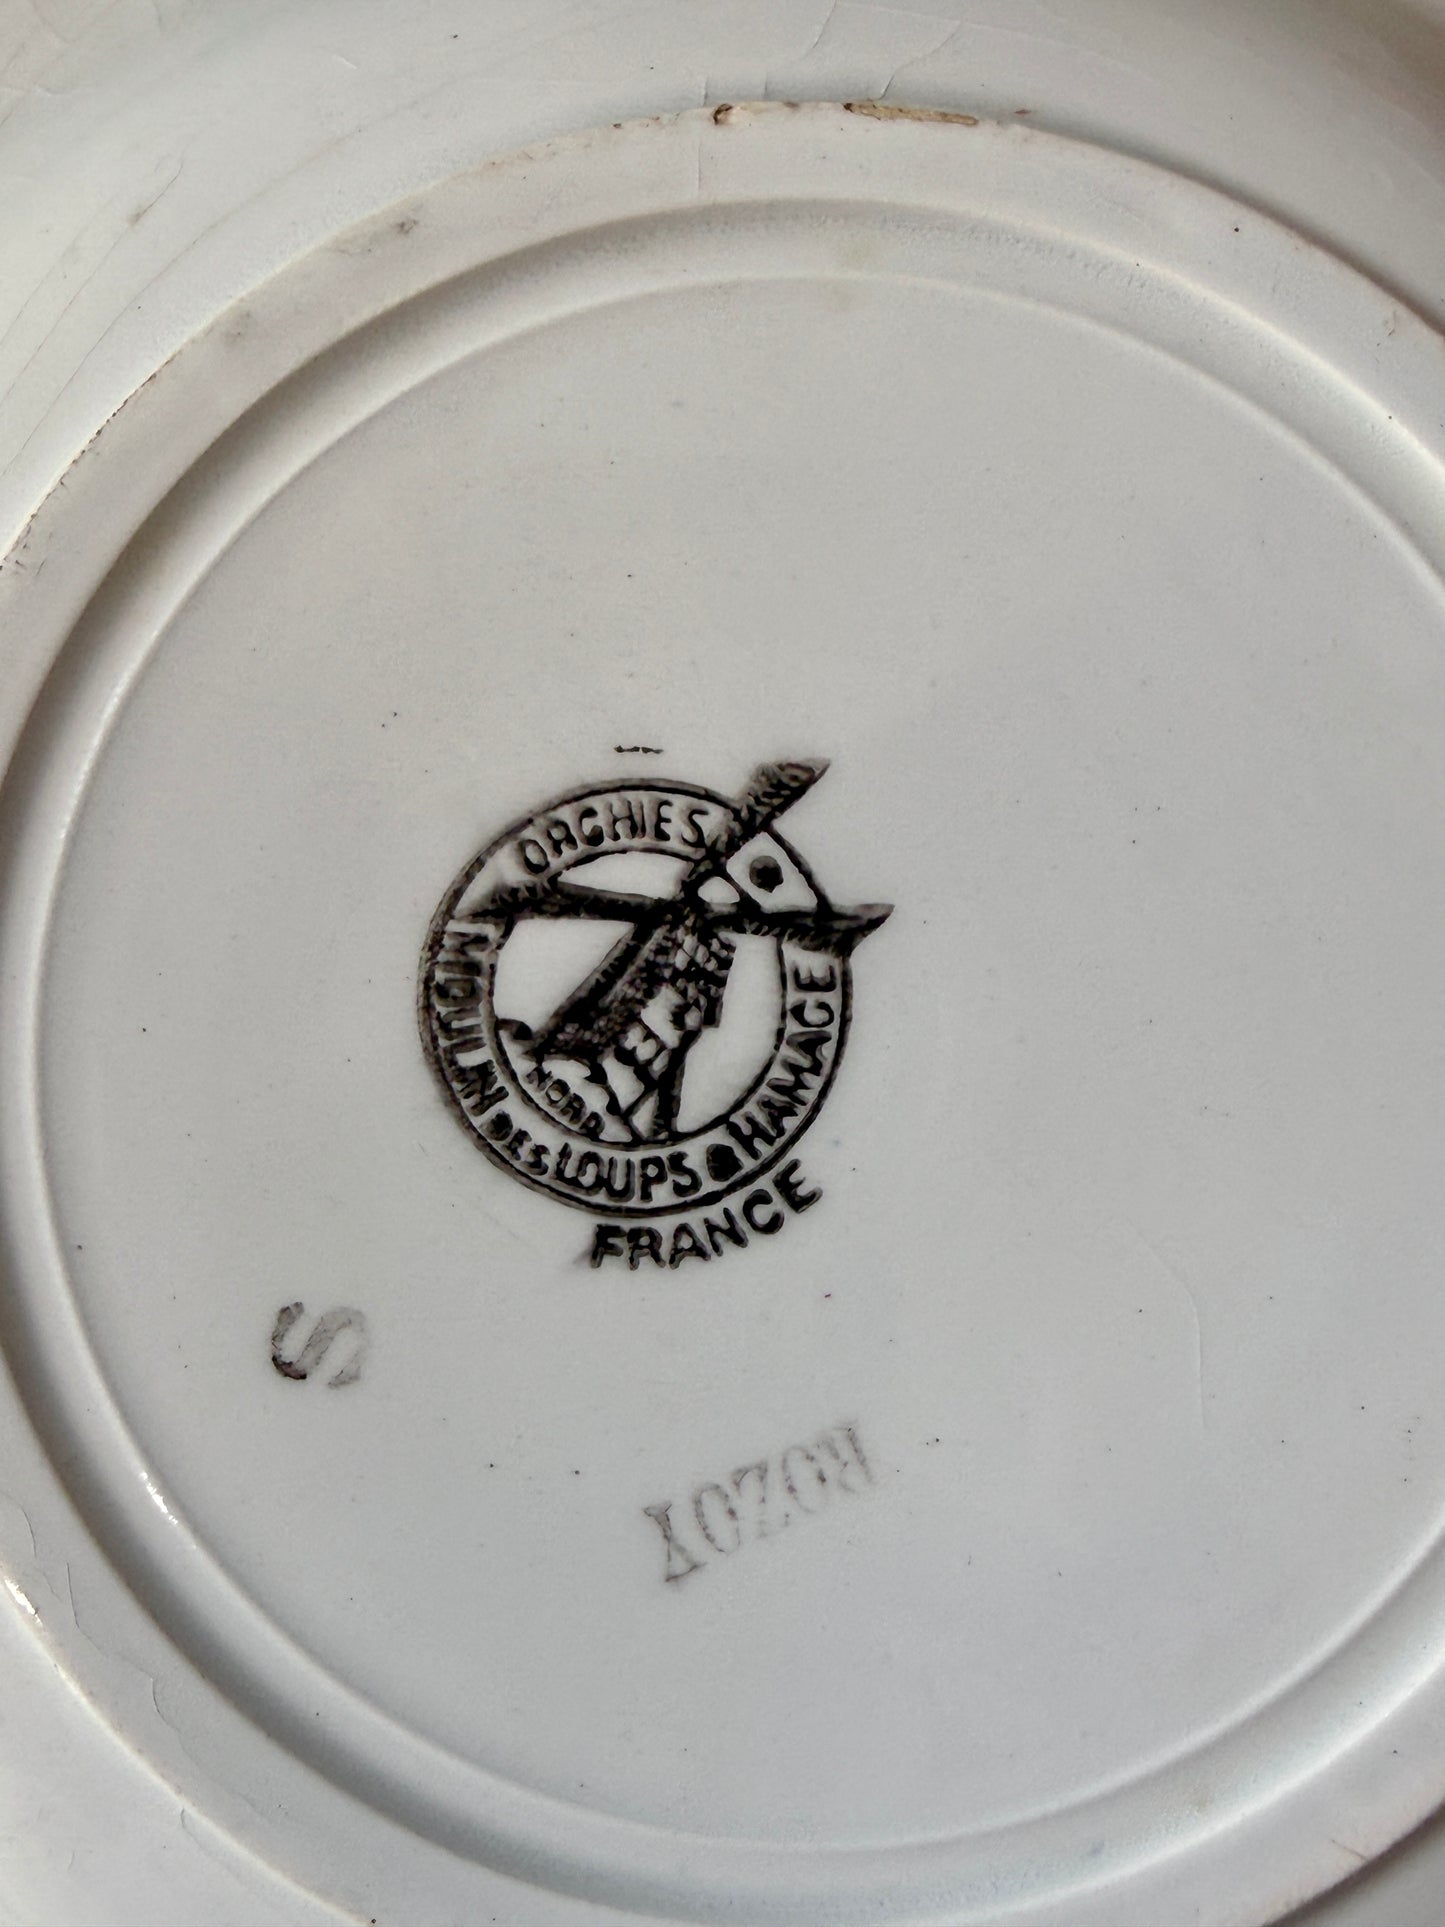 ORCHIES
MOULIN DES LOUPS & HAMAGE
NORD
FRANCE
S
ROZOY